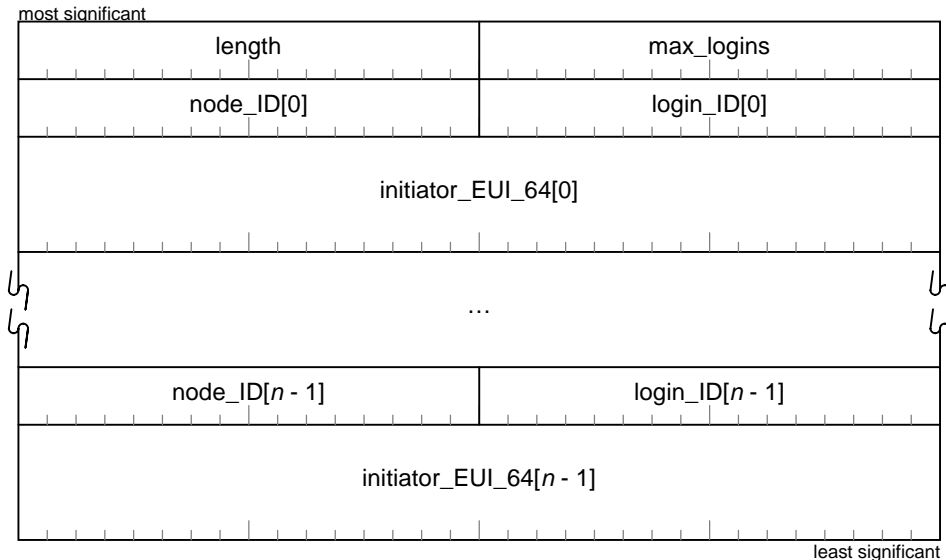 most significant
length max_logins
node_ID[0] login_ID[0]
initiator_EUI_64[0]
...
node_ID[n - 1] login_ID[n - 1]
initiator_EUI_64[n - 1]
least significant